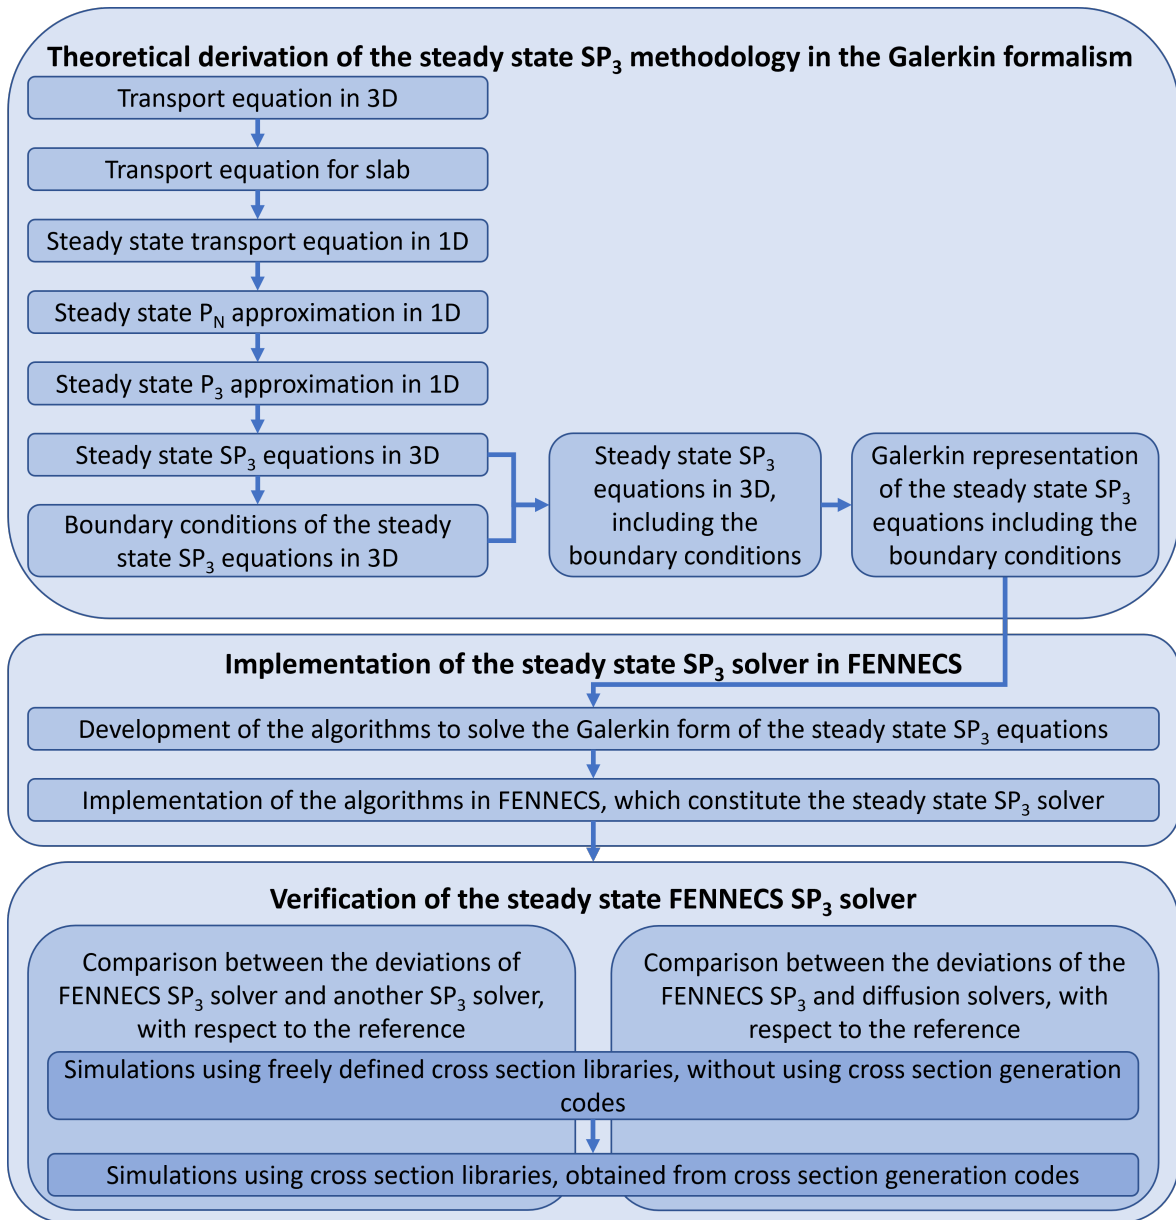 Theoretical derivation of the steady state SP₃ methodology in the Galerkin formalism
Transport equation in 3D
Transport equation for slab
Steady state transport equation in 1D
Steady state P_N approximation in 1D
Steady state P₃ approximation in 1D
Steady state SP₃ equations in 3D
Boundary conditions of the steady
state SP₃ equations in 3D
Steady state SP₃
equations in 3D,
including the
boundary conditions
Galerkin representation
of the steady state SP₃
equations including the
boundary conditions
Implementation of the steady state SP₃ solver in FENNECS
Development of the algorithms to solve the Galerkin form of the steady state SP₃ equations
Implementation of the algorithms in FENNECS, which constitute the steady state SP₃ solver
Verification of the steady state FENNECS SP₃ solver
Comparison between the deviations of
FENNECS SP₃ solver and another SP₃ solver,
with respect to the reference
Comparison between the deviations of the
FENNECS SP₃ and diffusion solvers, with
respect to the reference
Simulations using freely defined cross section libraries, without using cross section generation
codes
Simulations using cross section libraries, obtained from cross section generation codes